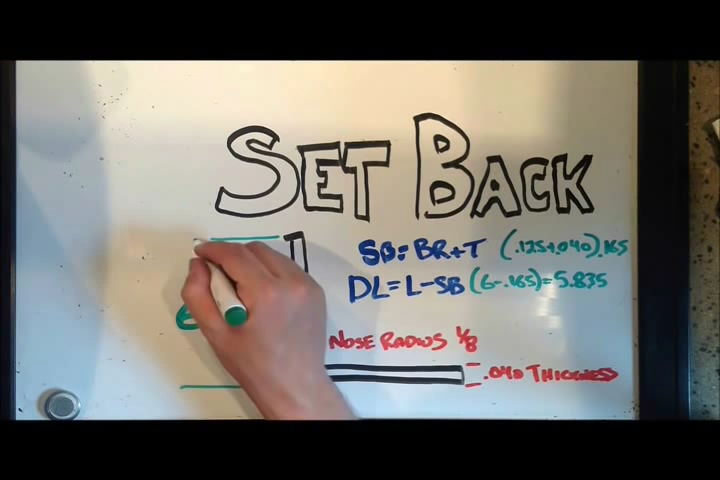 SET BACK
SB=BR+T (.125+.040).165
DL=L-SB (6-.165)=5.835
NOSE RADIUS 1/8
.040 THICKNESS